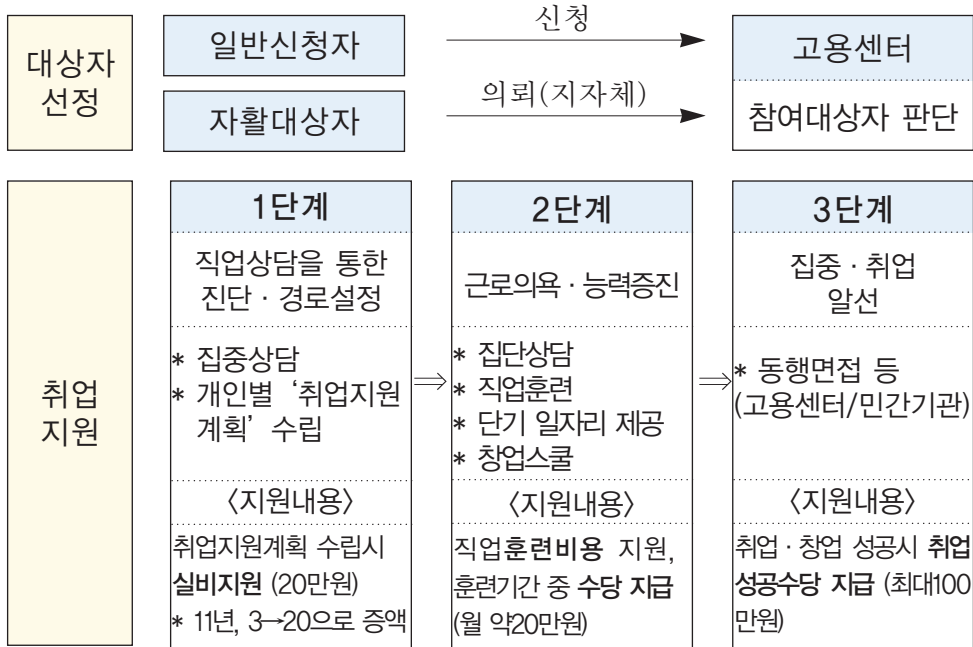 대상자
선정
일반신청자
신청
고용센터
자활대상자
의뢰(지자체)
참여대상자 판단
취업
지원
1단계
직업상담을 통한
진단 · 경로설정
* 집중상담
* 개인별 ‘취업지원
계획’ 수립
〈지원내용〉
취업지원계획 수립시
실비지원 (20만원)
* 11년, 3→20으로 증액
⇒
2단계
근로의욕 · 능력증진
* 집단상담
* 직업훈련
* 단기 일자리 제공
* 창업스쿨
〈지원내용〉
직업훈련비용 지원,
훈련기간 중 수당 지급
(월 약20만원)
⇒
3단계
집중 · 취업
알선
* 동행면접 등
(고용센터/민간기관)
〈지원내용〉
취업 · 창업 성공시 취업
성공수당 지급 (최대100
만원)